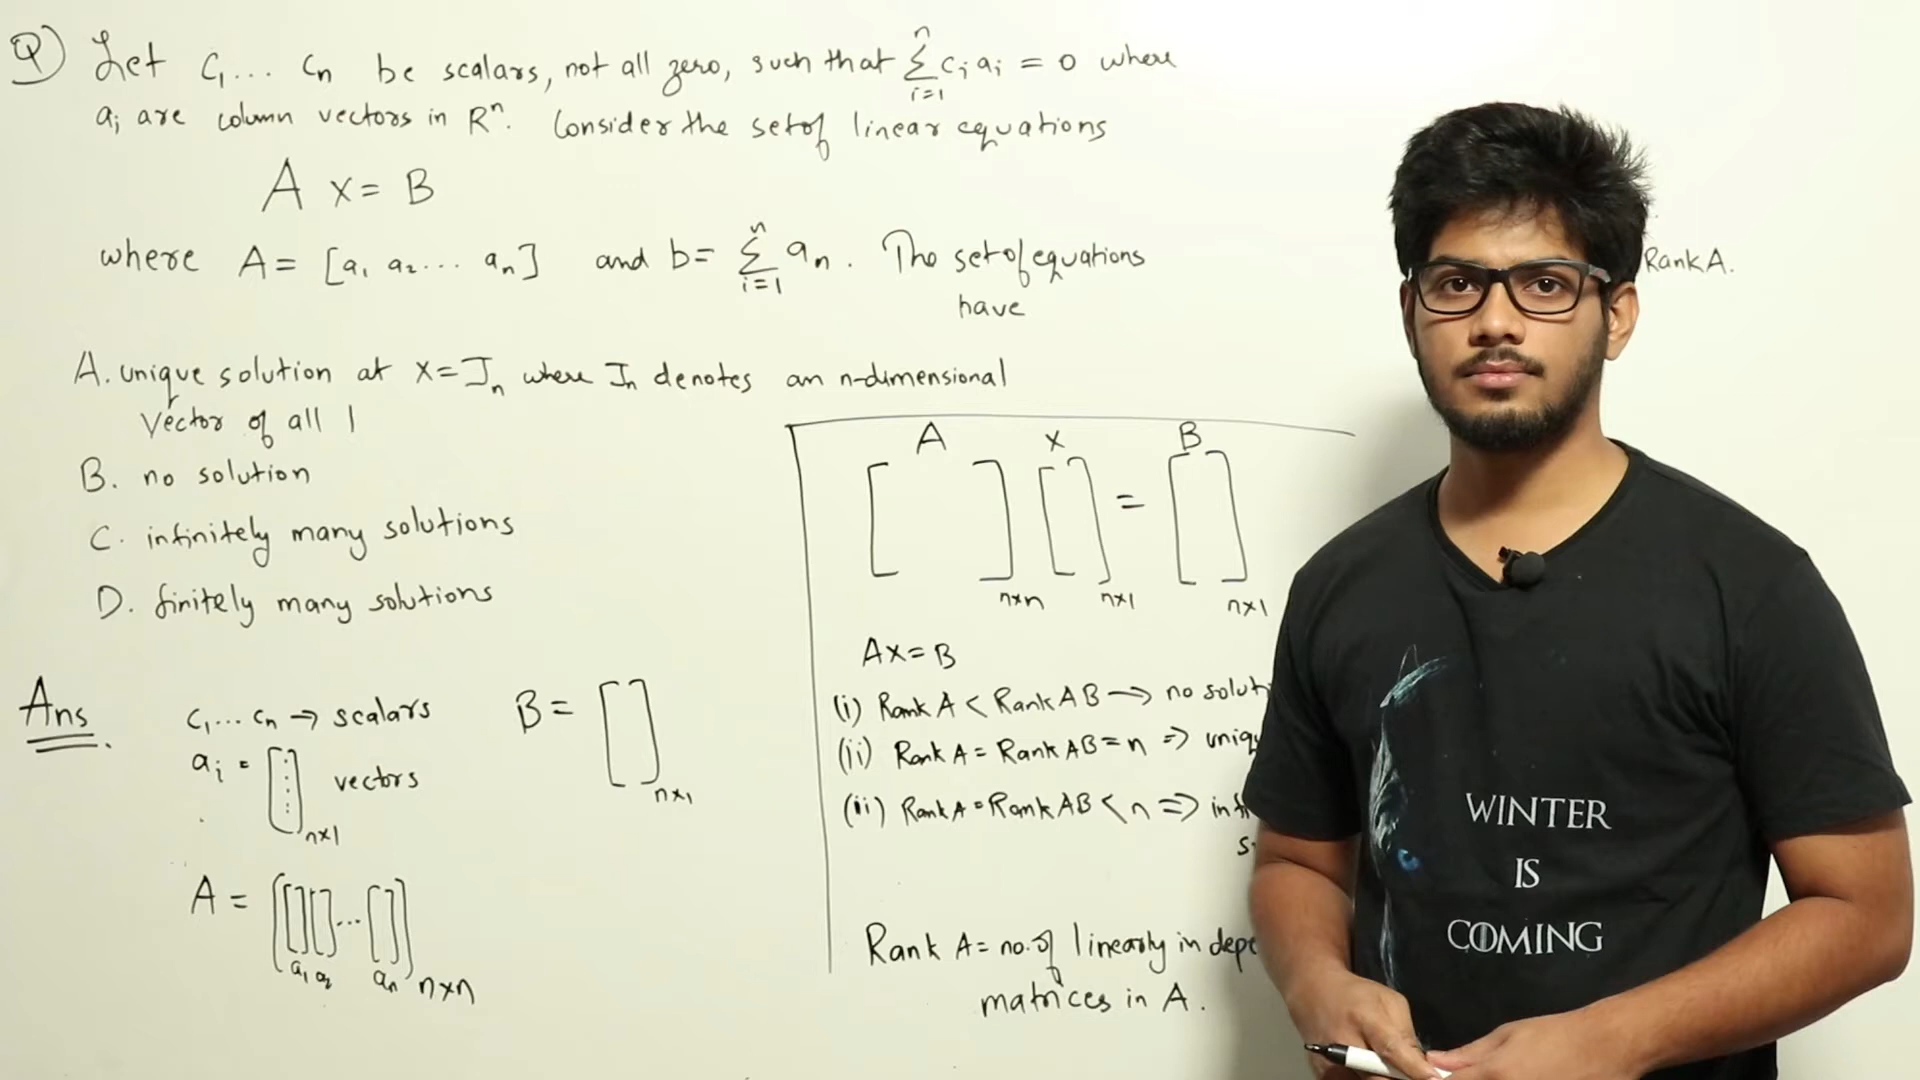 Q) Let C1... Cn be scalars, not all zero, such that n∑i=1 ci ai = 0 where
ai are column vectors in Rⁿ. Consider the set of linear equations
A X = B
where A = [a1 a2... an] and b = n∑i=1 an. The set of equations
have
A. unique solution at X = Jn where Jn denotes an n-dimensional
Vector of all 1
B. no solution
C. infinitely many solutions
D. finitely many solutions
Ans
C1... Cn → scalars
ai = [ ] n×1 vectors
A = [[ ][ ]...[ ]] n×n
a1 a2 an
B = [ ] n×1
Rank A.
A X B
[ ] n×n [ ] n×1 = [ ] n×1
AX = B
(i) Rank A < Rank AB → no solut
(ii) Rank A = Rank AB = n ⇒ uniq
(iii) Rank A = Rank AB < n ⇒ inf
s
Rank A = no. of linearly in depe
matrices in A.
WINTER
IS
COMING